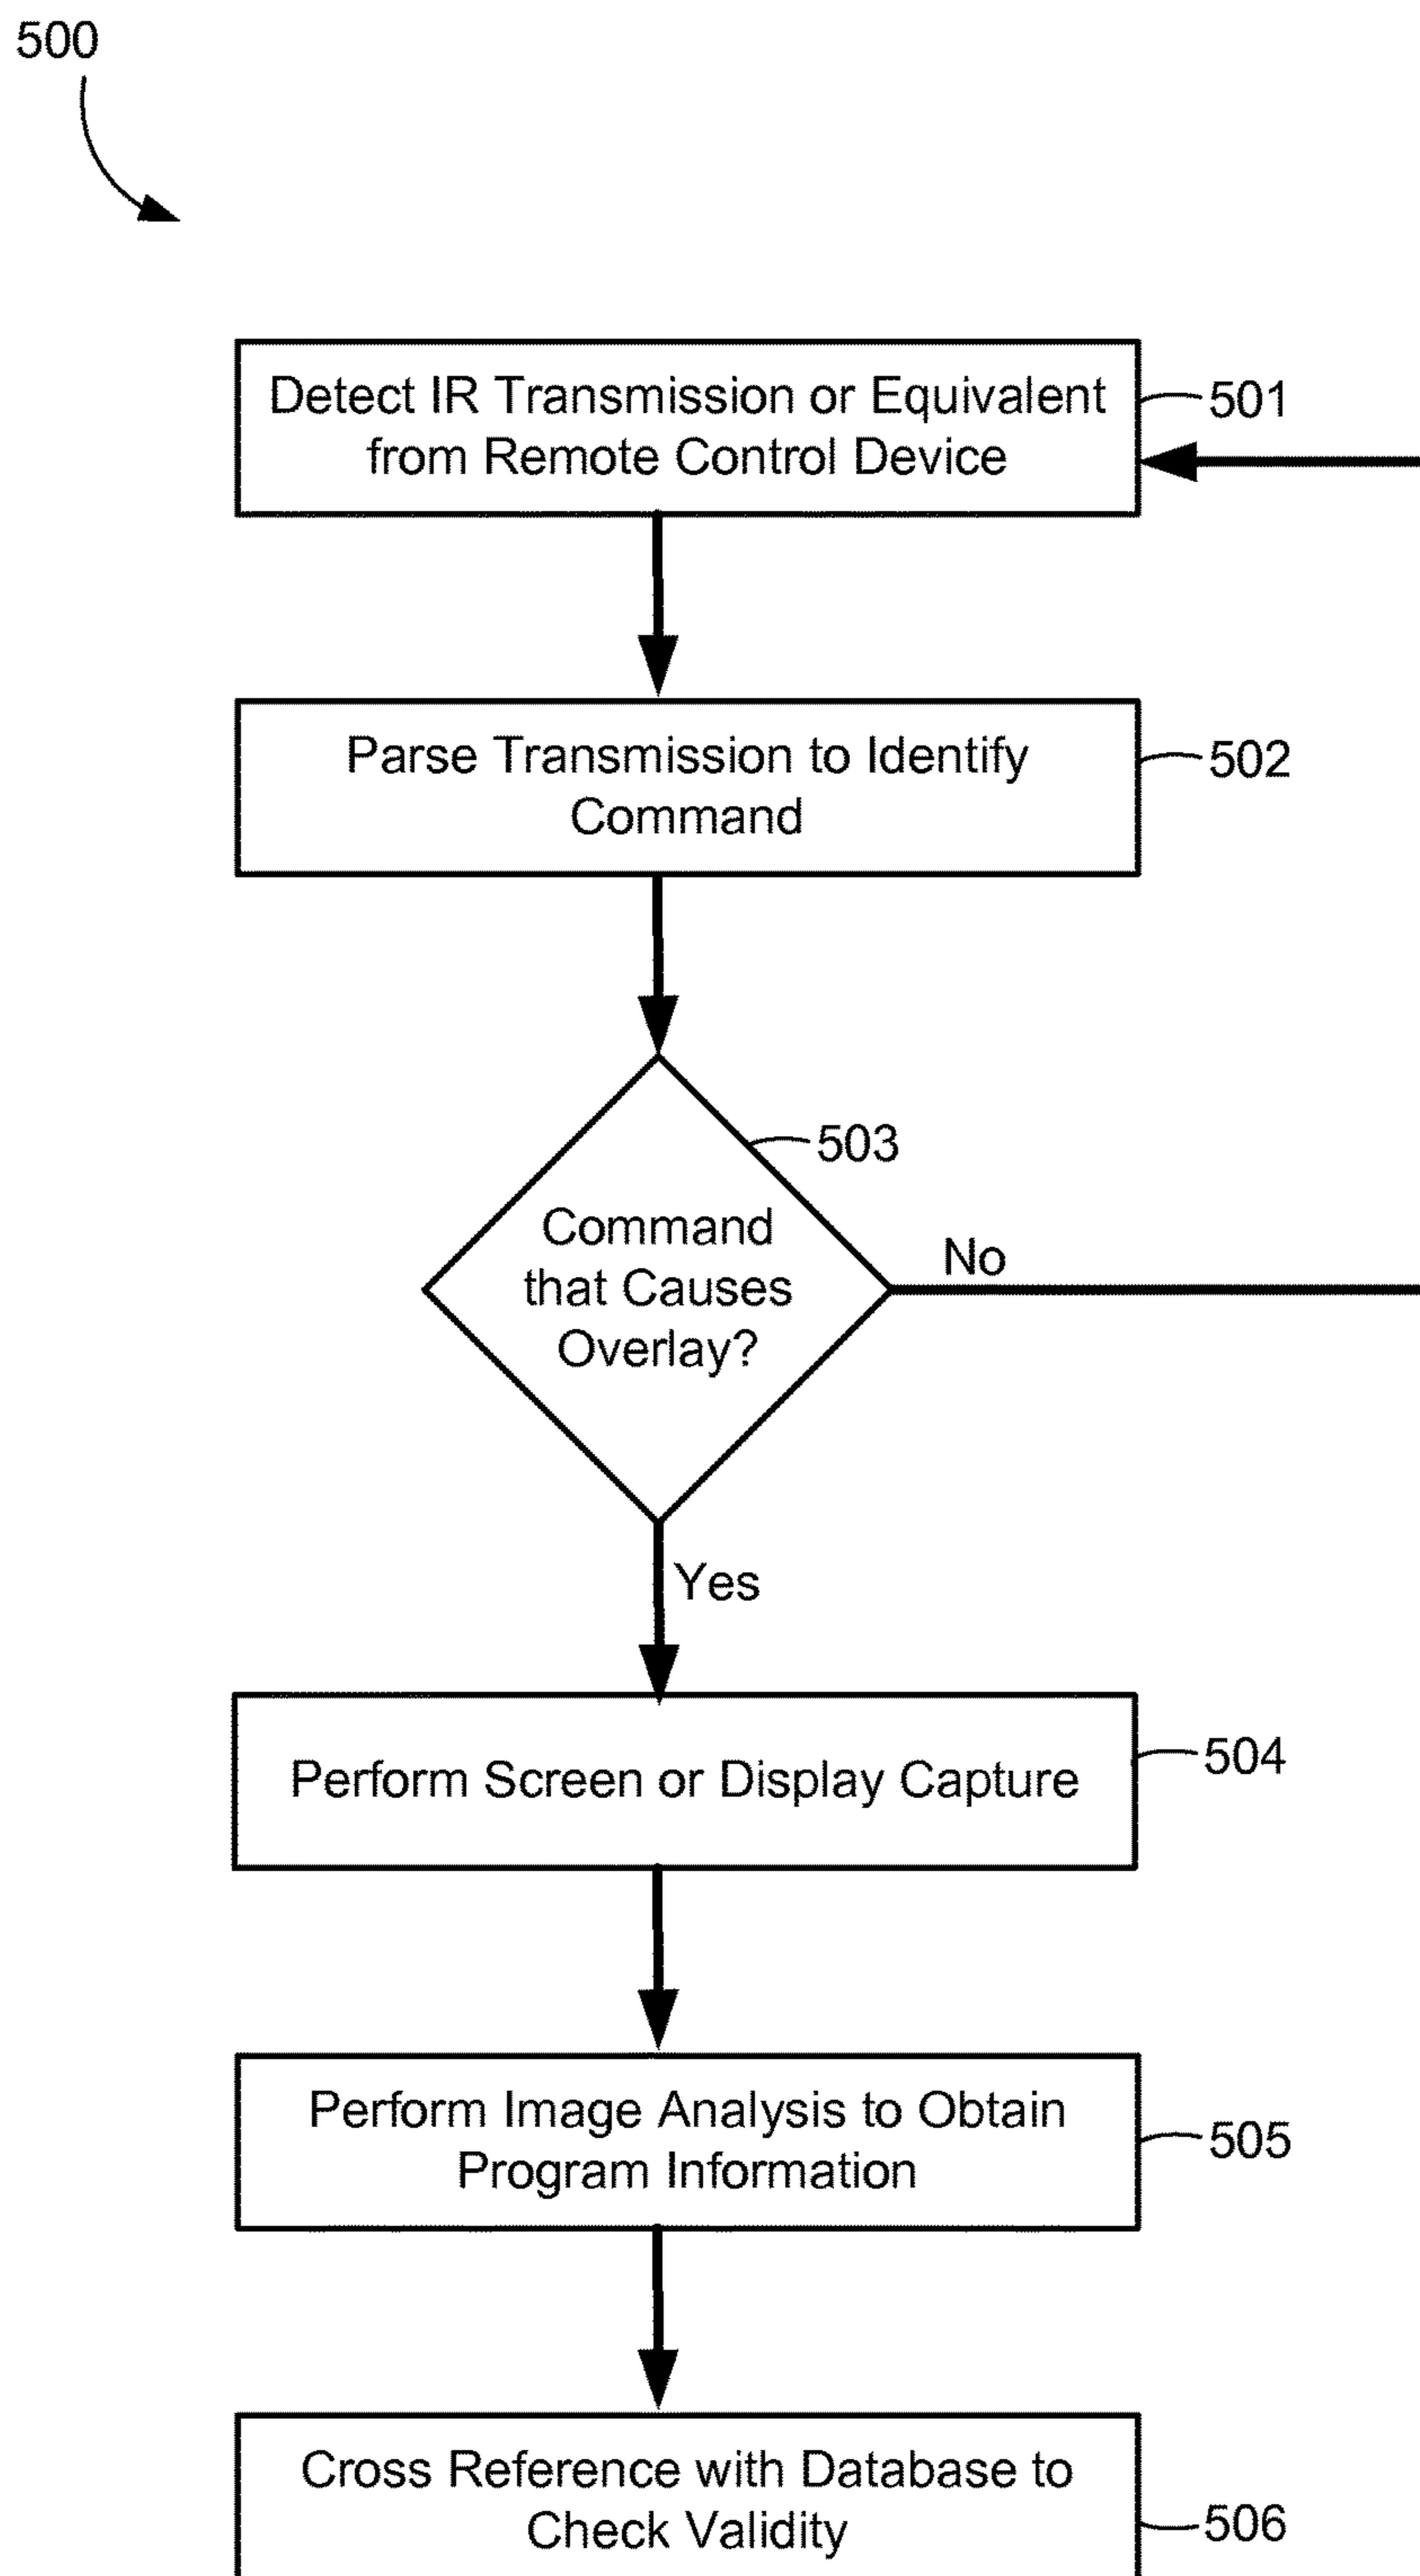 500
Detect IR Transmission or Equivalent
from Remote Control Device
501
Parse Transmission to Identify
Command
502
503
Command
that Causes
Overlay?
No
Yes
Perform Screen or Display Capture
504
Perform Image Analysis to Obtain
Program Information
505
Cross Reference with Database to
Check Validity
506